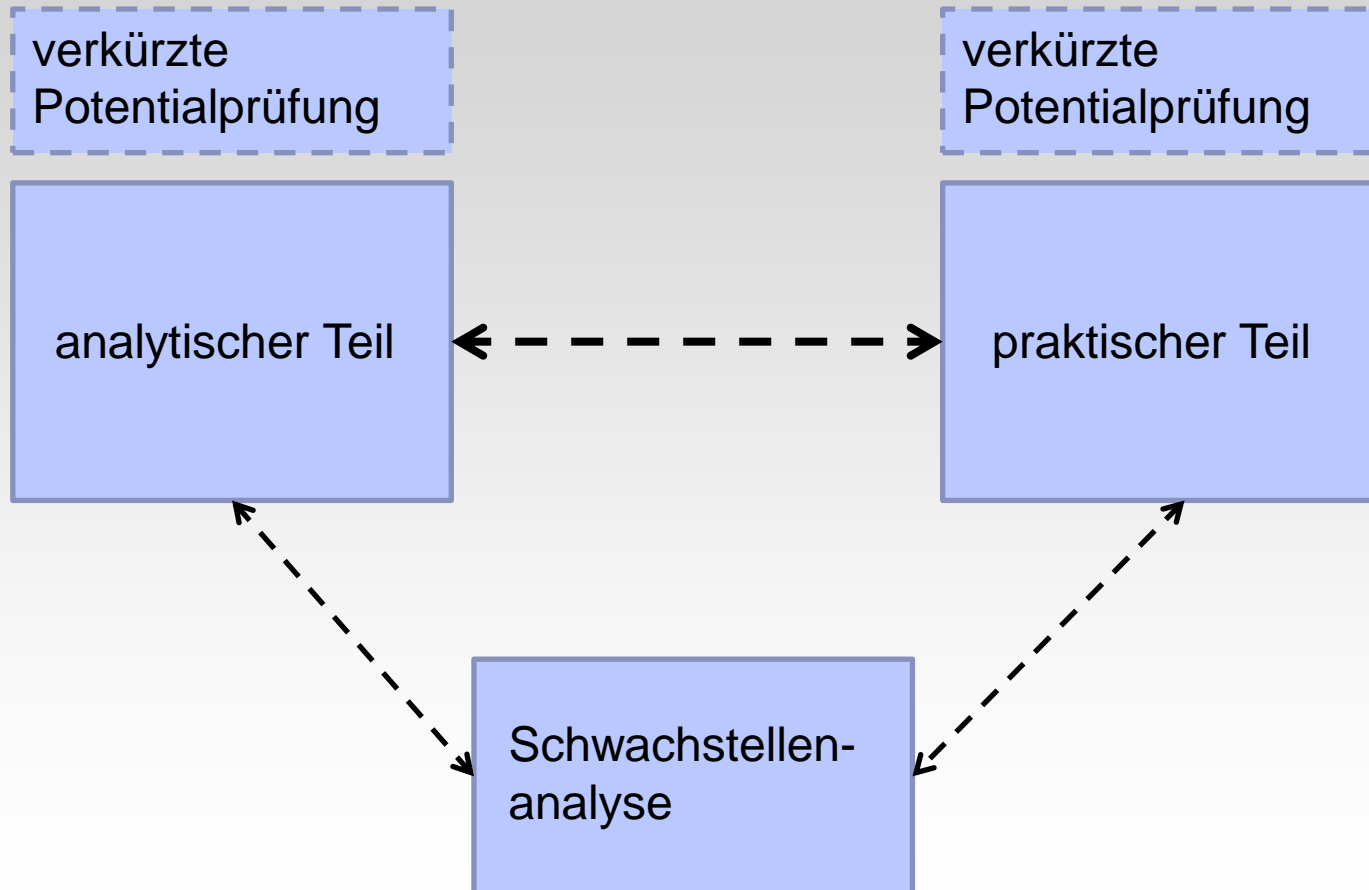 verkürzte
Potentialprüfung
verkürzte
Potentialprüfung
analytischer Teil
praktischer Teil
Schwachstellen-
analyse